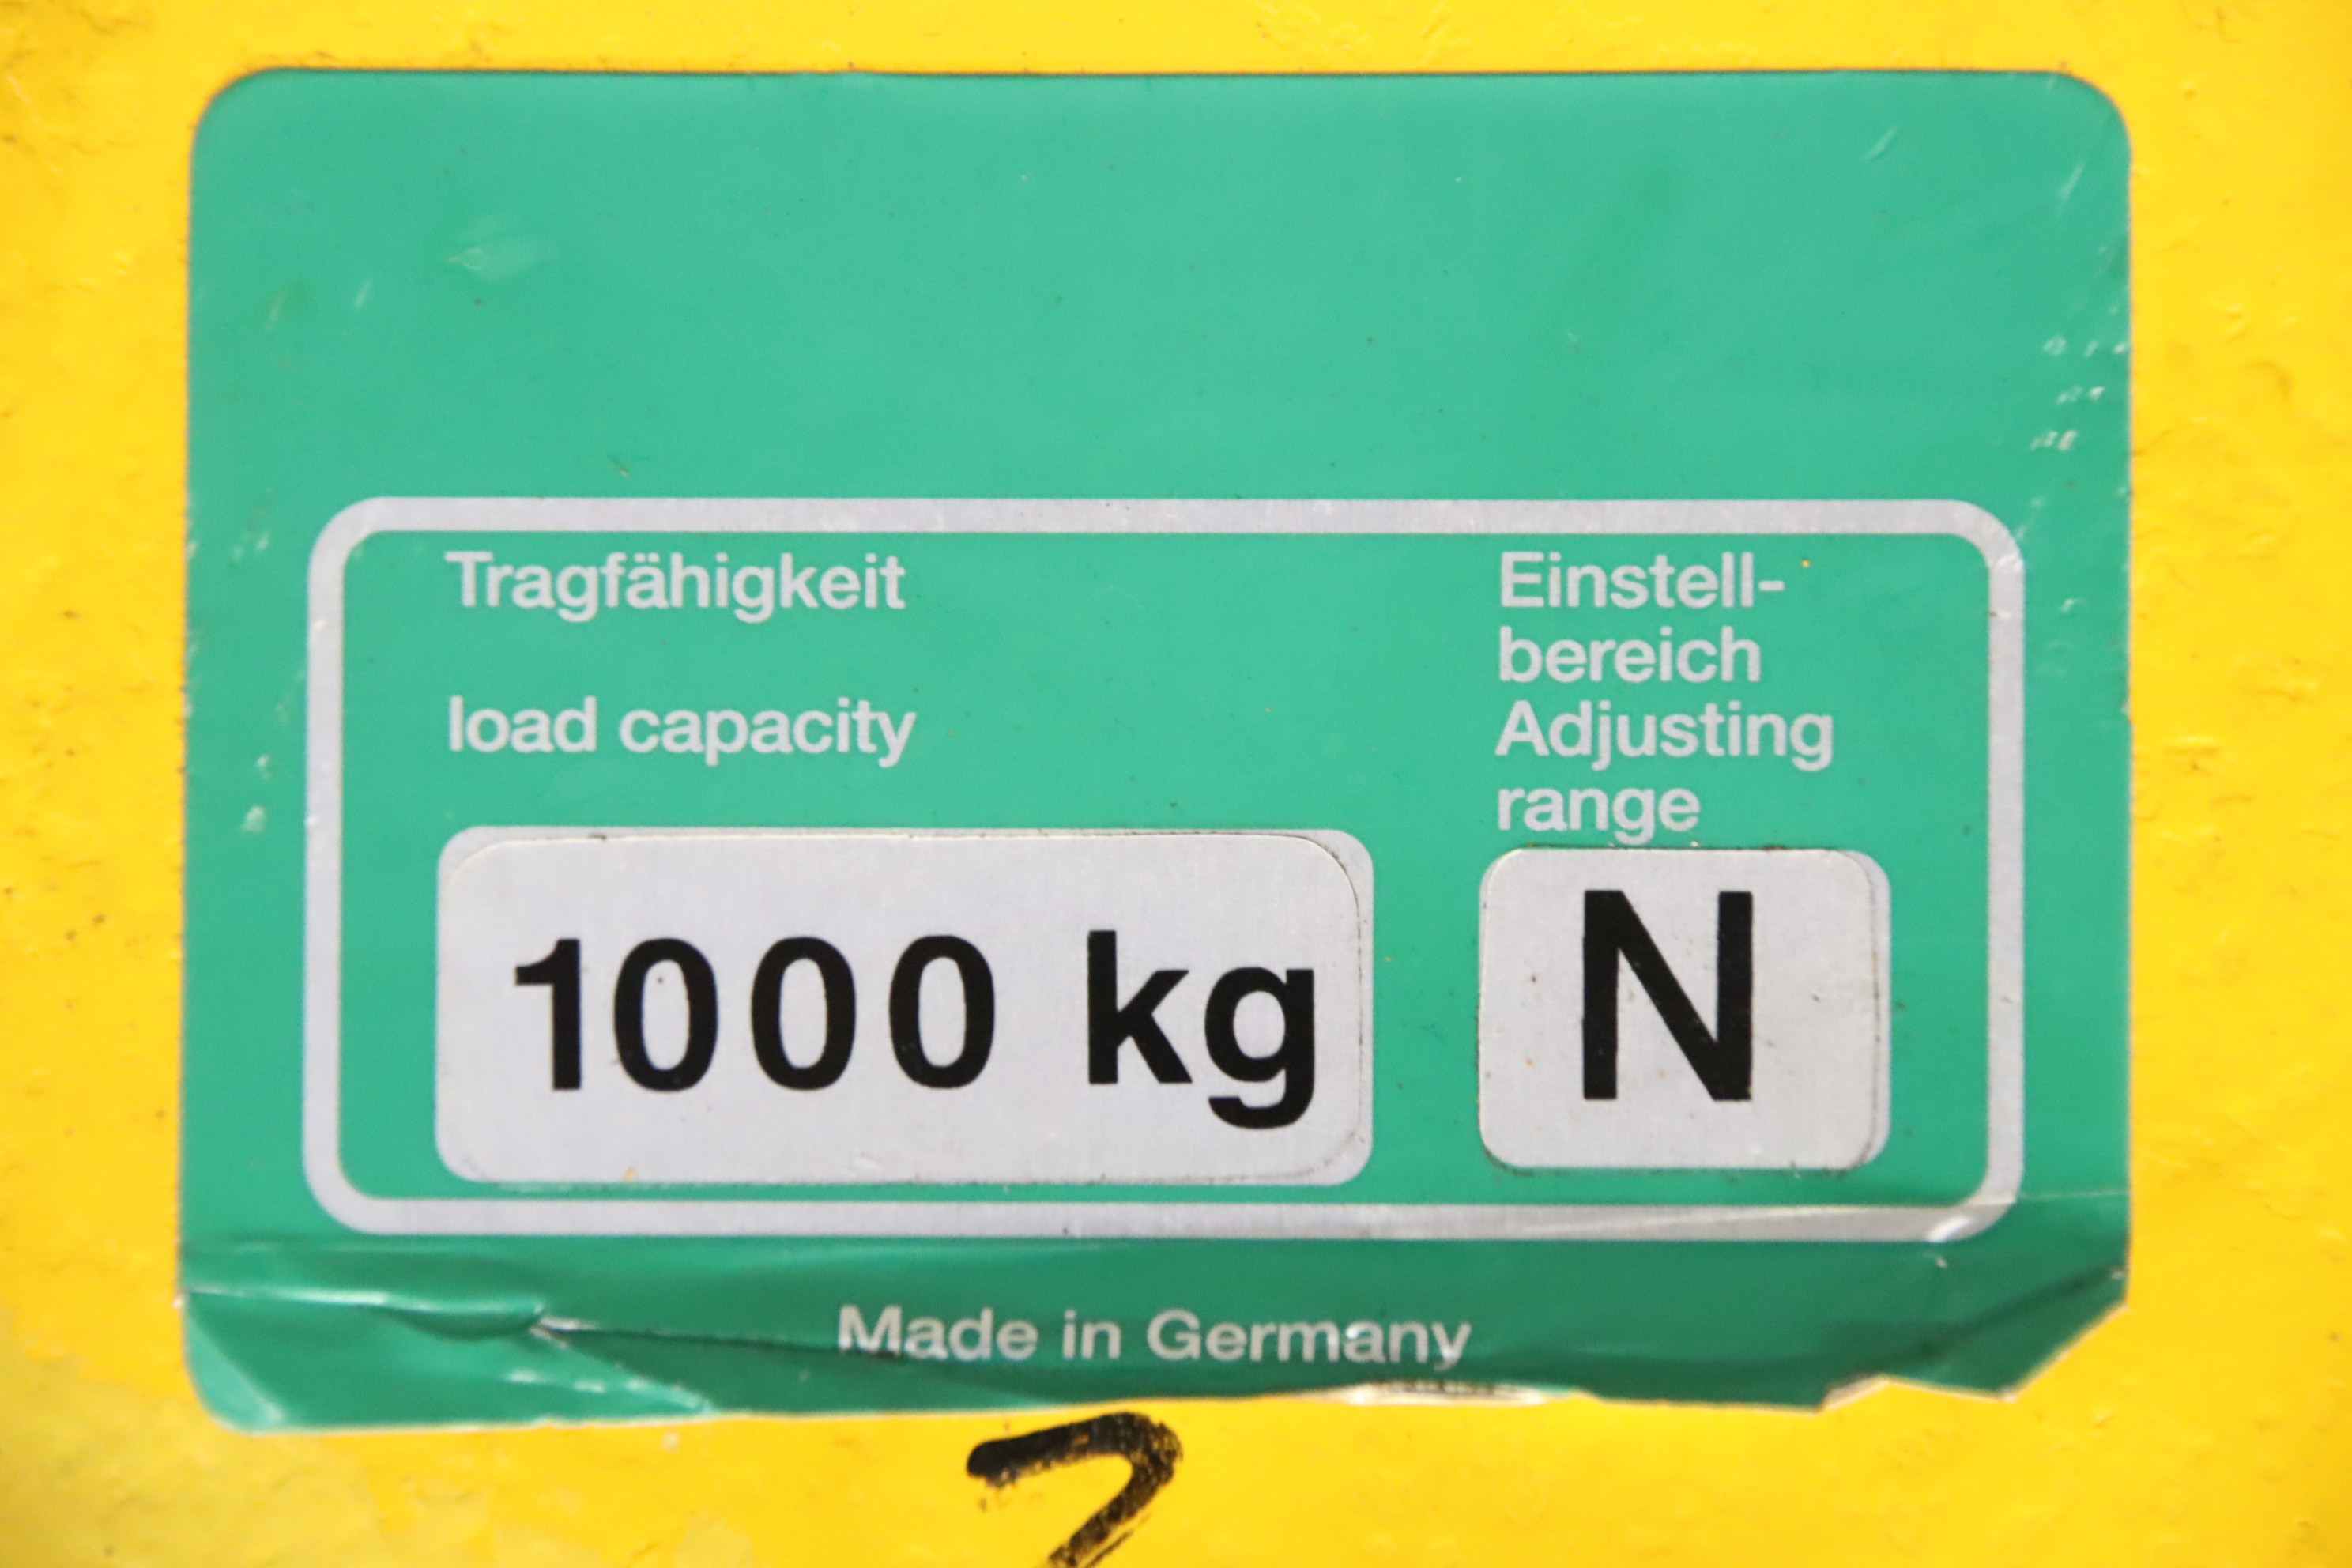 Tragfähigkeit
load capacity
1000 kg
Einstell-
bereich
Adjusting
range
N
Made in Germany